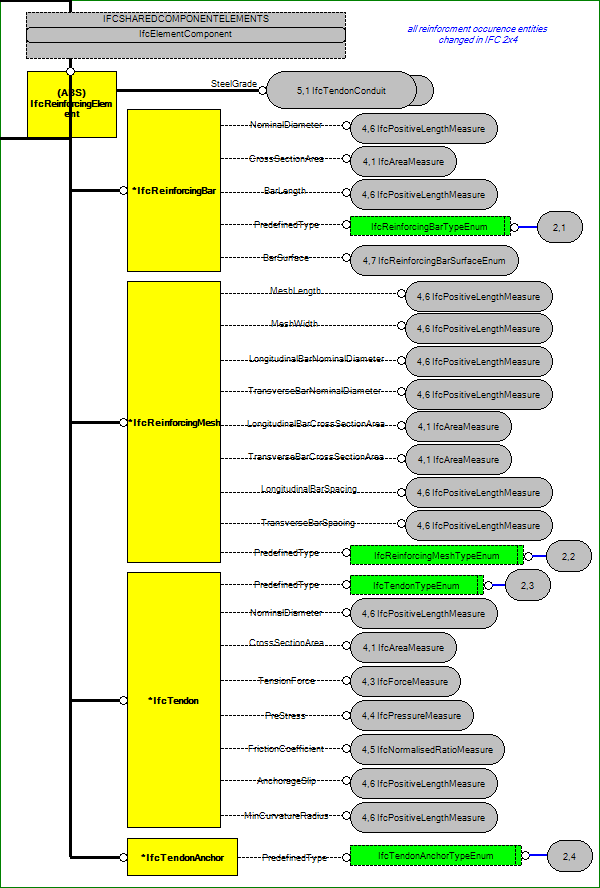 IFCSHAREDCOMPONENTELEMENTS
IfcElementComponent
all reinforoment occurence entities
changed in IFC 2x4
(ABS)
IfcReinforcingElem
ent
SteelGrade
5,1 IfcTendonConduit
*IfcReinforcingBar
NominalDiameter
4,6 IfcPositiveLengthMeasure
CrossSectionArea
4,1 IfcAreaMeasure
BarLength
4,6 IfcPositiveLengthMeasure
PredefinedType
IfcReinforcingBarTypeEnum
2,1
BarSurface
4,7 IfcReinforcingBarSurfaceEnum
*IfcReinforcingMesh
MeshLength
4,6 IfcPositiveLengthMeasure
MeshWidth
4,6 IfcPositiveLengthMeasure
LongitudinalBarNominalDiameter
4,6 IfcPositiveLengthMeasure
TransverseBarNominalDiameter
4,6 IfcPositiveLengthMeasure
LongitudinalBarCrossSectionArea
4,1 IfcAreaMeasure
TransverseBarCrossSectionArea
4,1 IfcAreaMeasure
LongitudinalBarSpacing
4,6 IfcPositiveLengthMeasure
TransverseBarSpacing
4,6 IfcPositiveLengthMeasure
PredefinedType
IfcReinforcingMeshTypeEnum
2,2
*IfcTendon
PredefinedType
IfcTendonTypeEnum
2,3
NominalDiameter
4,6 IfcPositiveLengthMeasure
CrossSectionArea
4,1 IfcAreaMeasure
TensionForce
4,3 IfcForceMeasure
PreStress
4,4 IfcPressureMeasure
FrictionCoefficient
4,5 IfcNormalisedRatioMeasure
AnchorageSlip
4,6 IfcPositiveLengthMeasure
MinCurvatureRadius
4,6 IfcPositiveLengthMeasure
*IfcTendonAnchor
PredefinedType
IfcTendonAnchorTypeEnum
2,4